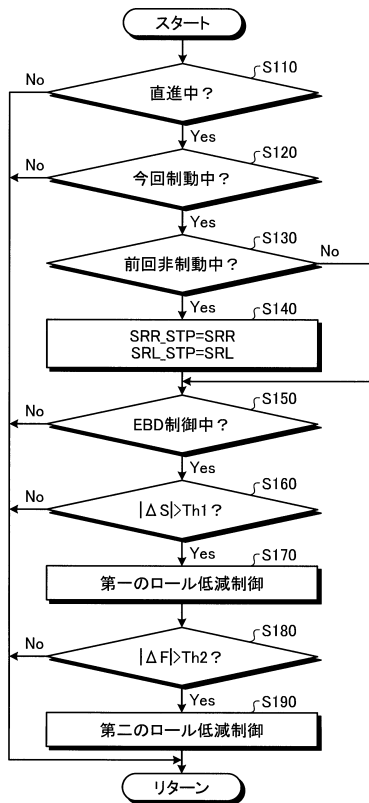 スタート
S110
No
直進中?
Yes
S120
No
今回制動中?
Yes
S130
No
前回非制動中?
Yes
S140
SRR_STP=SRR
SRL_STP=SRL
S150
No
EBD制御中?
Yes
S160
No
|ΔS|>Th1?
Yes
S170
第一のロール低減制御
S180
No
|ΔF|>Th2?
Yes
S190
第二のロール低減制御
リターン